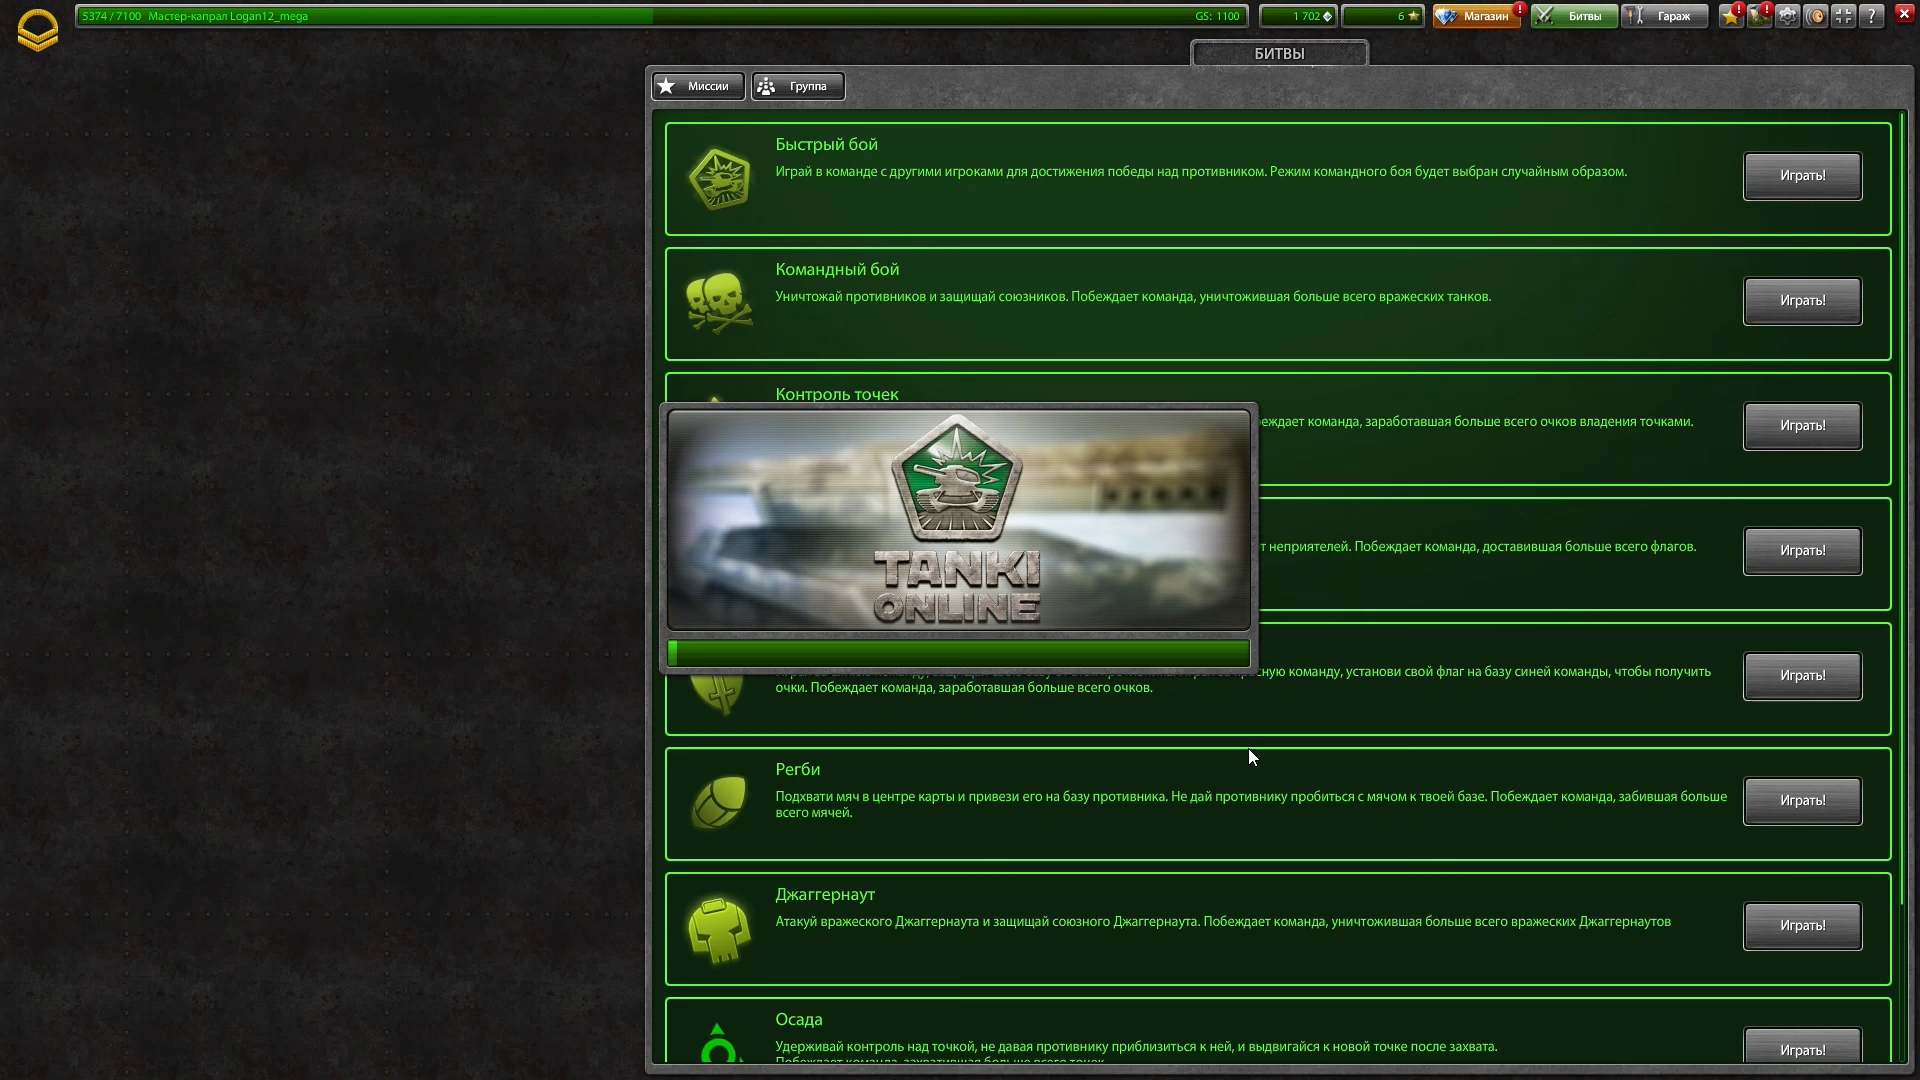 5374 / 7100 Мастер-капрал Logan12_mega
GS: 1100
1 702
6
Магазин
Битвы
Гараж
?
БИТВЫ
Миссии
Группа
Быстрый бой
Играй в команде с другими игроками для достижения победы над противником. Режим командного боя будет выбран случайным образом.
Играть!
Командный бой
Уничтожай противников и защищай союзников. Побеждает команда, уничтожившая больше всего вражеских танков.
Играть!
Контроль точек
команда, заработавшая больше всего очков владения точками.
Играть!
TANKI
ONLINE
неприятелей. Побеждает команда, доставившая больше всего флагов.
Играть!
команду, установи свой флаг на базу синей команды, чтобы получить
очки. Побеждает команда, заработавшая больше всего очков.
Играть!
Регби
Подхвати мяч в центре карты и привези его на базу противника. Не дай противнику пробиться с мячом к твоей базе. Побеждает команда, забившая больше
всего мячей.
Играть!
Джаггернаут
Атакуй вражеского Джаггернаута и защищай союзного Джаггернаута. Побеждает команда, уничтожившая больше всего вражеских Джаггернаутов
Играть!
Осада
Удерживай контроль над точкой, не давая противнику приблизиться к ней, и выдвигайся к новой точке после захвата.
Побеждает команда, захватившая больше всего точек.
Играть!